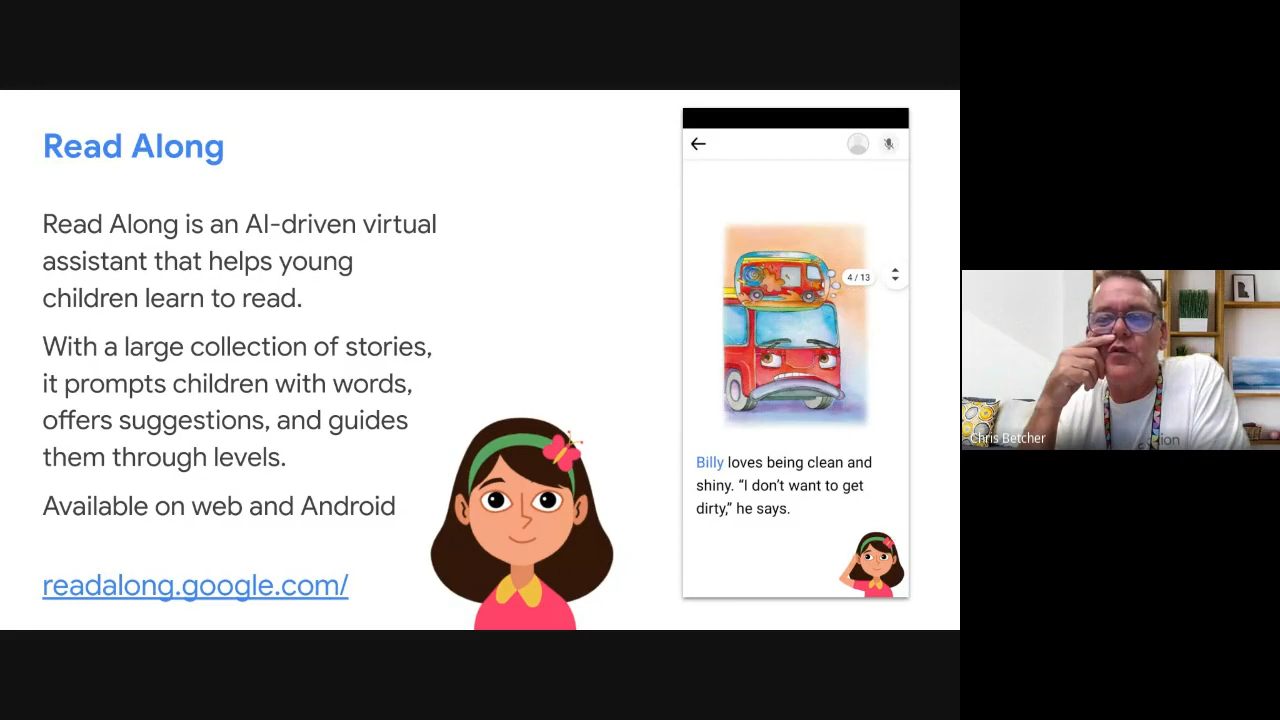 Read Along
Read Along is an AI-driven virtual
assistant that helps young
children learn to read.
With a large collection of stories,
it prompts children with words,
offers suggestions, and guides
them through levels.
Available on web and Android
readalong.google.com/
4 / 13
Billy loves being clean and
shiny. “I don’t want to get
dirty,” he says.
Chris Betcher